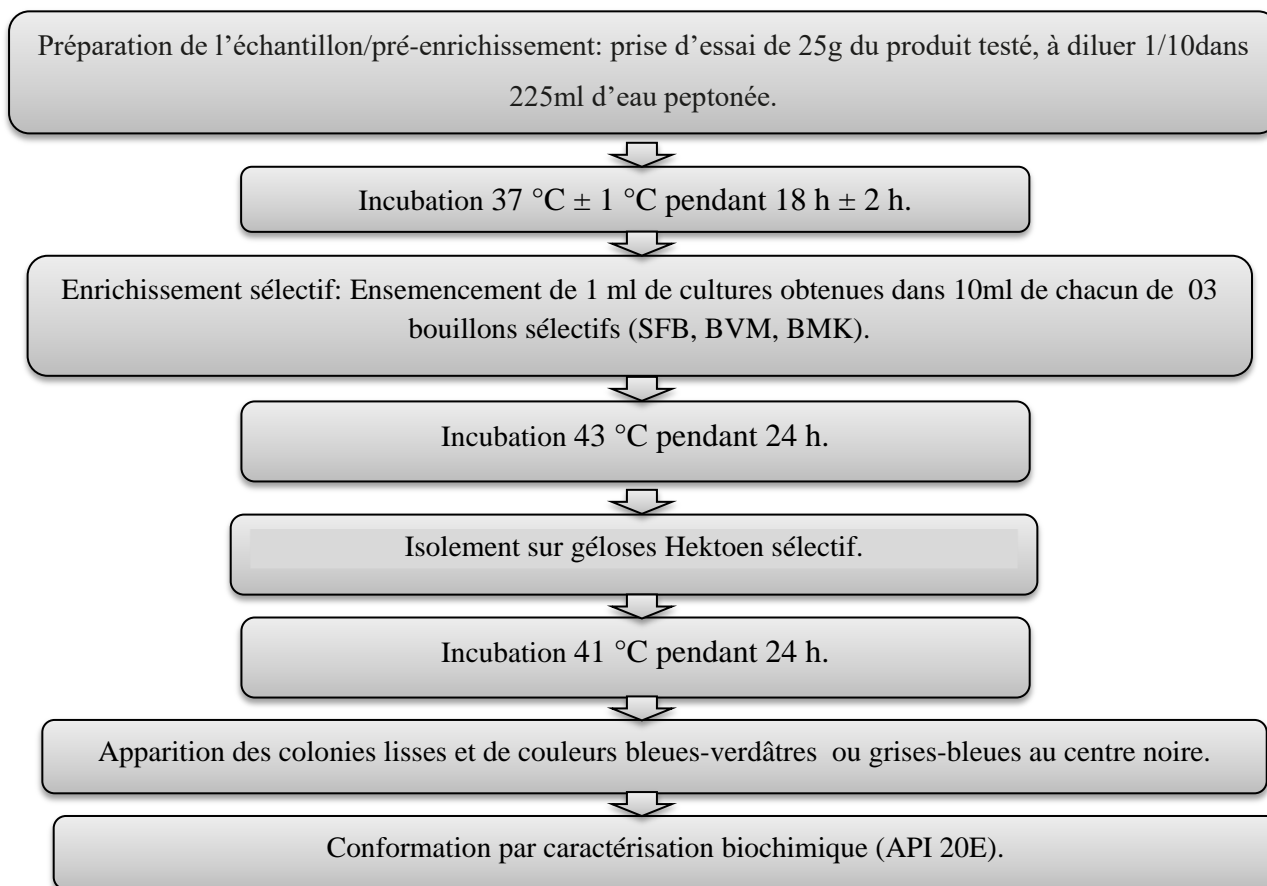 Préparation de l’échantillon/pré-enrichissement: prise d’essai de 25g du produit testé, à diluer 1/10dans
225ml d’eau peptonée.
Incubation 37 °C ± 1 °C pendant 18 h ± 2 h.
Enrichissement sélectif: Ensemencement de 1 ml de cultures obtenues dans 10ml de chacun de 03
bouillons sélectifs (SFB, BVM, BMK).
Incubation 43 °C pendant 24 h.
Isolement sur géloses Hektoen sélectif.
Incubation 41 °C pendant 24 h.
Apparition des colonies lisses et de couleurs bleues-verdâtres ou grises-bleues au centre noire.
Conformation par caractérisation biochimique (API 20E).